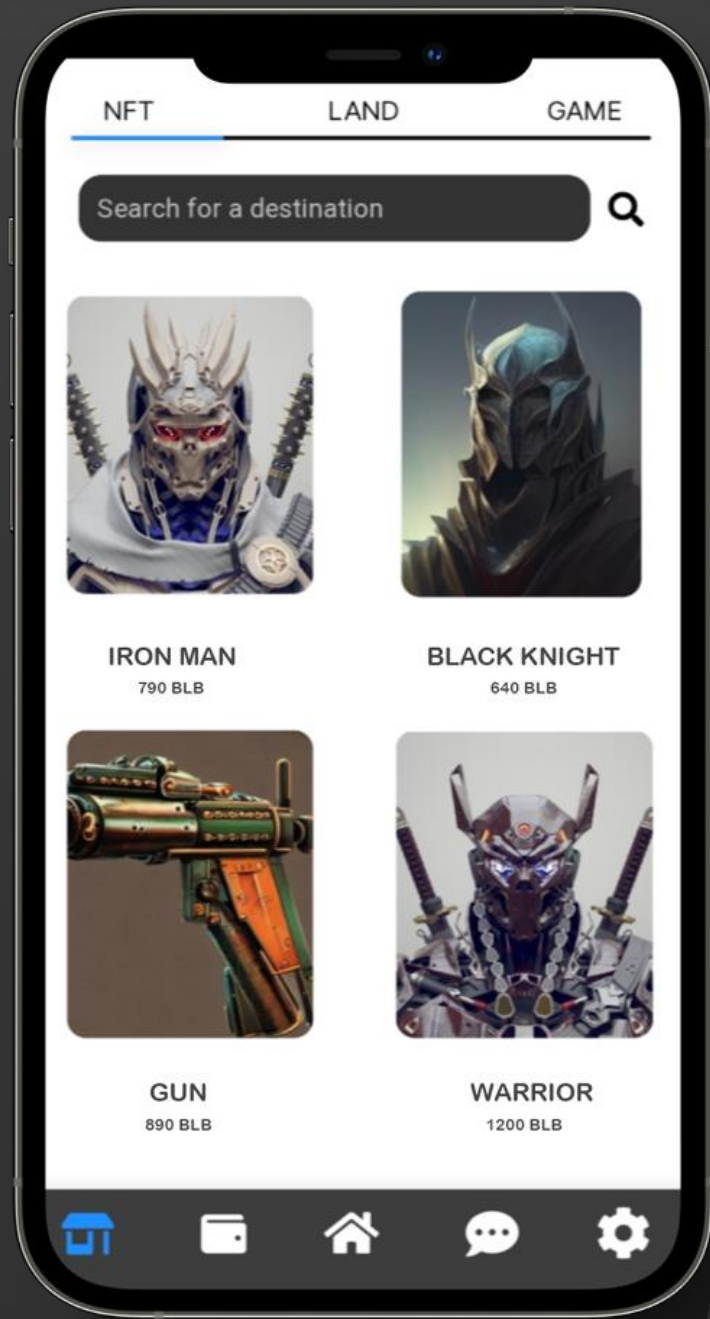 NFT LAND GAME
Search for a destination
IRON MAN BLACK KNIGHT
790 BLB 640 BLB
GUN WARRIOR
890 BLB 1200 BLB